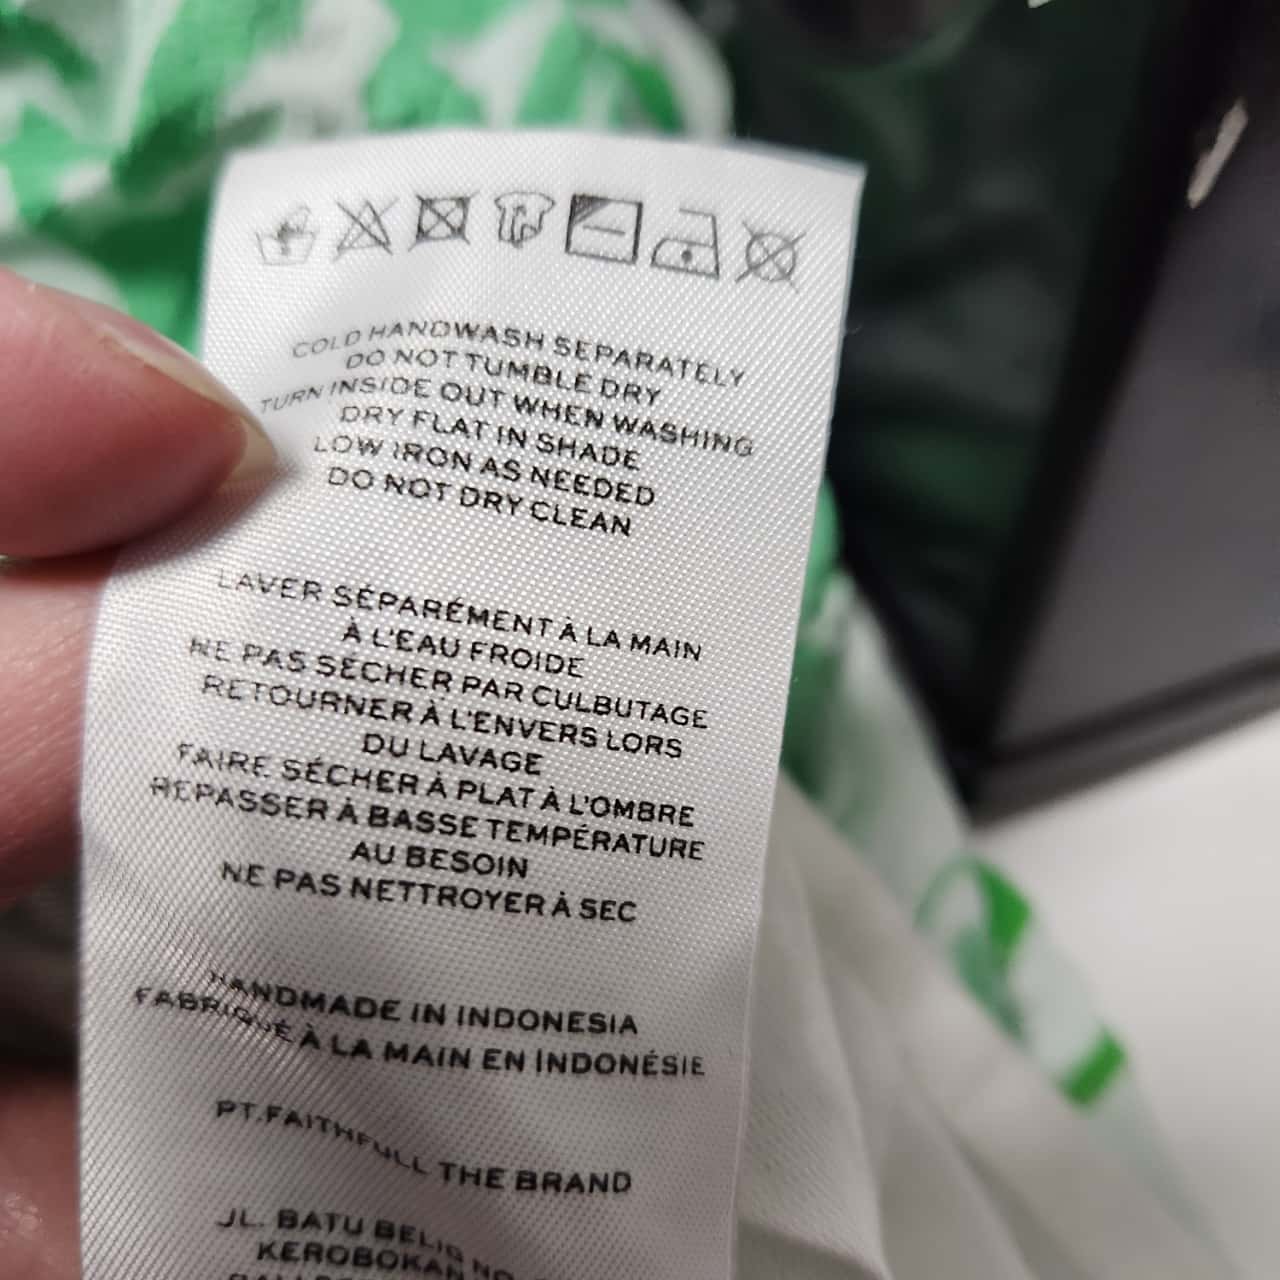 COLD HANDWASH SEPARATELY
DO NOT TUMBLE DRY
TURN INSIDE OUT WHEN WASHING
DRY FLAT IN SHADE
LOW IRON AS NEEDED
DO NOT DRY CLEAN
LAVER SÉPARÉMENT À LA MAIN
À L'EAU FROIDE
NE PAS SÉCHER PAR CULBUTAGE
RETOURNER À L'ENVERS LORS
DU LAVAGE
FAIRE SÉCHER À PLAT À L'OMBRE
REPASSER À BASSE TEMPÉRATURE
AU BESOIN
NE PAS NETTROYER À SEC
HANDMADE IN INDONESIA
FABRIQUÉ À LA MAIN EN INDONÉSIE
PT.FAITHFULL THE BRAND
JL. BATU BELIG NO
KEROBOKAN